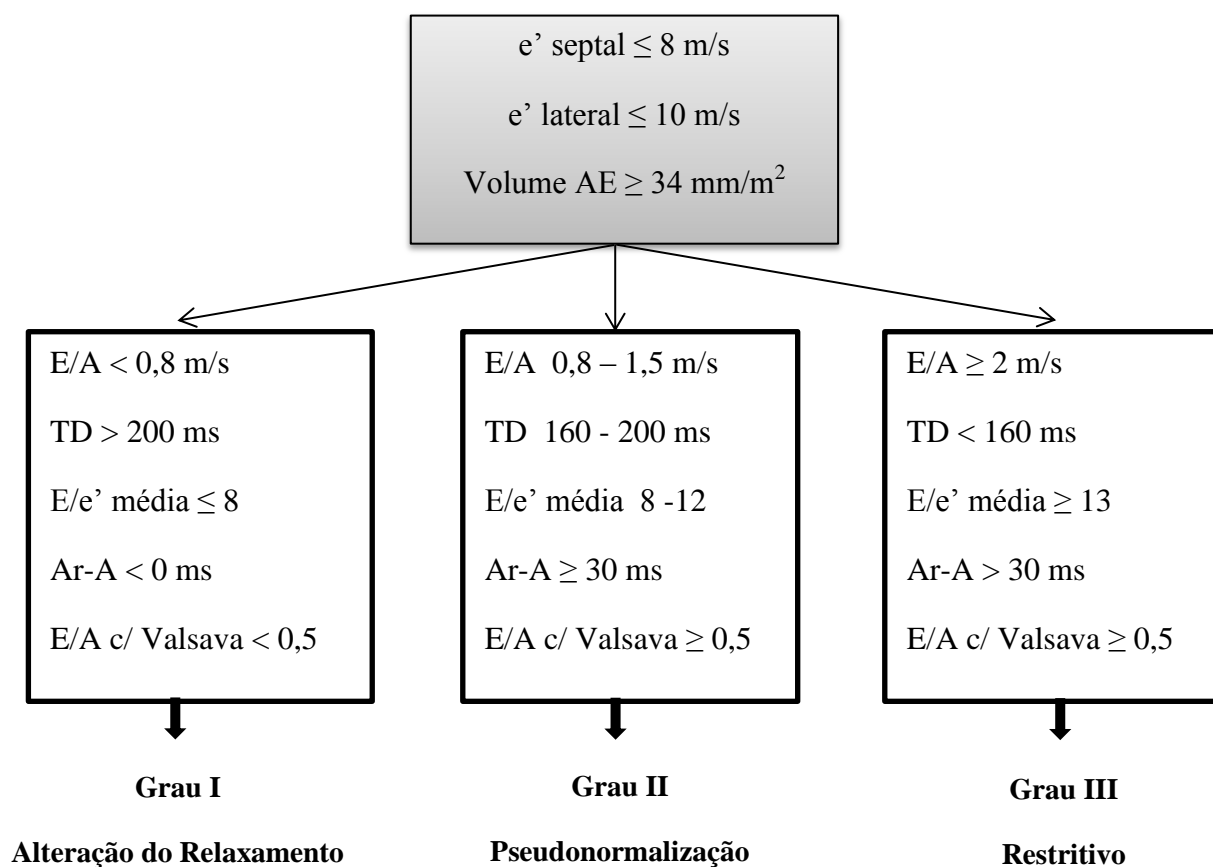 e’ septal ≤ 8 m/s
e’ lateral ≤ 10 m/s
Volume AE ≥ 34 mm/m²
E/A < 0,8 m/s
TD > 200 ms
E/e’ média ≤ 8
Ar-A < 0 ms
E/A c/ Valsava < 0,5
Grau I
Alteração do Relaxamento
E/A 0,8 – 1,5 m/s
TD 160 - 200 ms
E/e’ média 8 -12
Ar-A ≥ 30 ms
E/A c/ Valsava ≥ 0,5
Grau II
Pseudonormalização
E/A ≥ 2 m/s
TD < 160 ms
E/e’ média ≥ 13
Ar-A > 30 ms
E/A c/ Valsava ≥ 0,5
Grau III
Restritivo